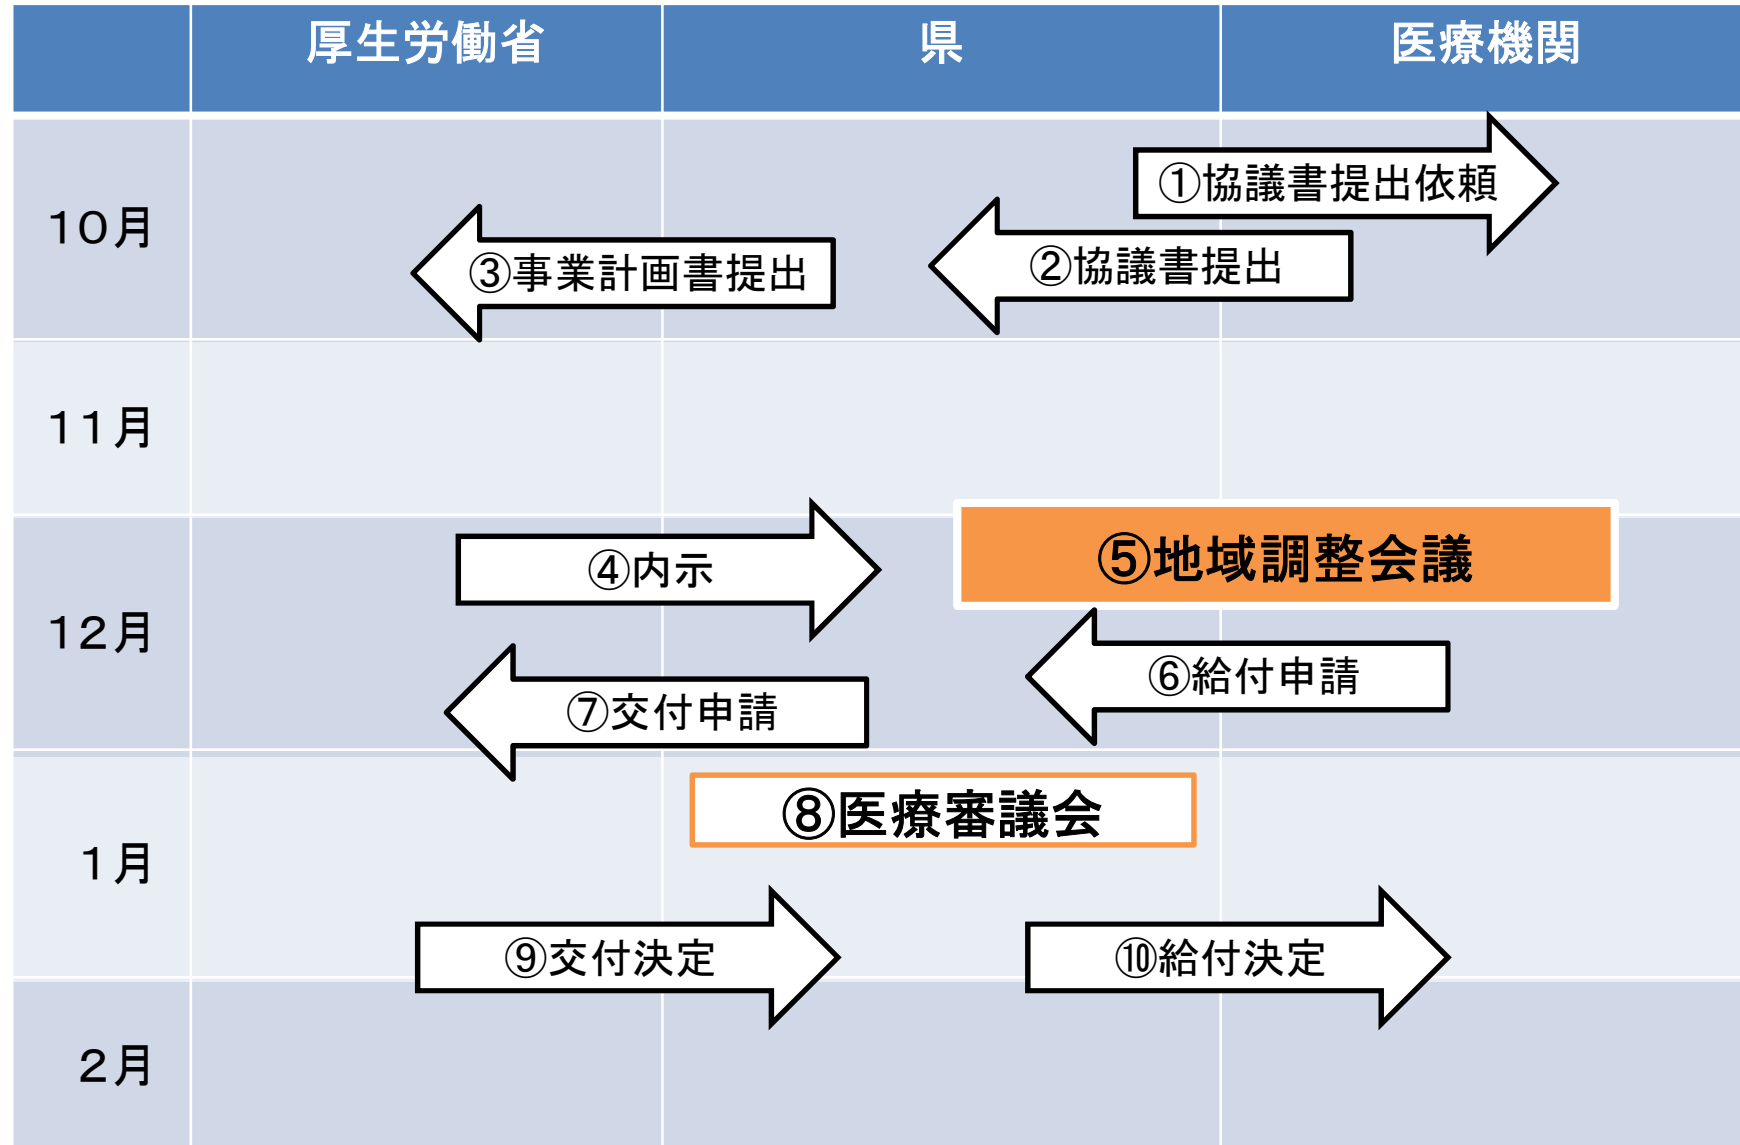 厚生労働省
県
医療機関
10月
①協議書提出依頼
②協議書提出
③事業計画書提出
11月
12月
④内示
⑤地域調整会議
⑥給付申請
⑦交付申請
1月
⑧医療審議会
⑨交付決定
⑩給付決定
2月